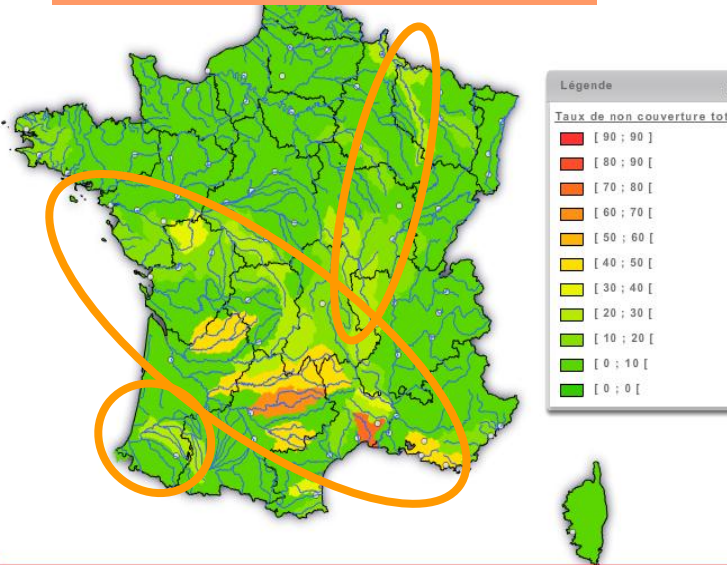 Légende
Taux de non couverture tot
[ 90 ; 90 ]
[ 80 ; 90 [
[ 70 ; 80 [
[ 60 ; 70 [
[ 50 ; 60 [
[ 40 ; 50 [
[ 30 ; 40 [
[ 20 ; 30 [
[ 10 ; 20 [
[ 0 ; 10 [
[ 0 ; 0 [